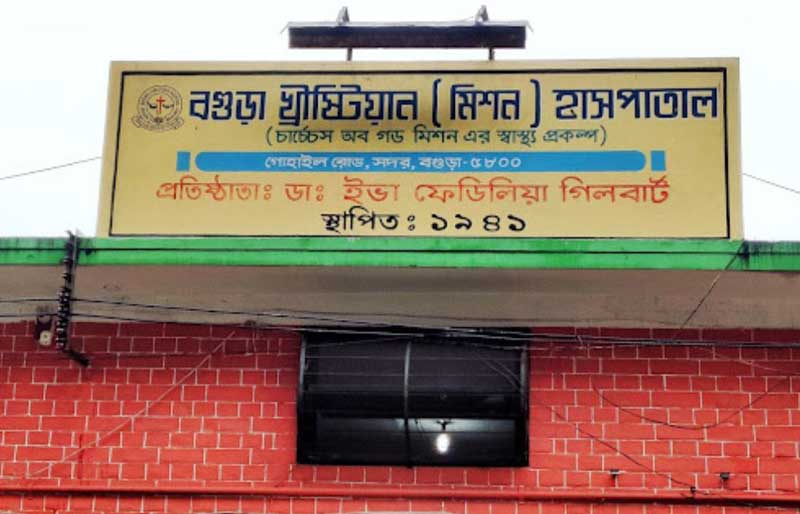 বগুড়া খ্রীষ্টিয়ান (মিশন) হাসপাতাল
(চার্চ্চেস অব গড মিশন এর স্বাস্থ্য প্রকল্প)
গোহাইল রোড, সদর, বগুড়া-৫৮০০
প্রতিষ্ঠাতাঃ ডাঃ ইভা ফেডিলিয়া গিলবার্ট
স্থাপিত: ১৯৪১